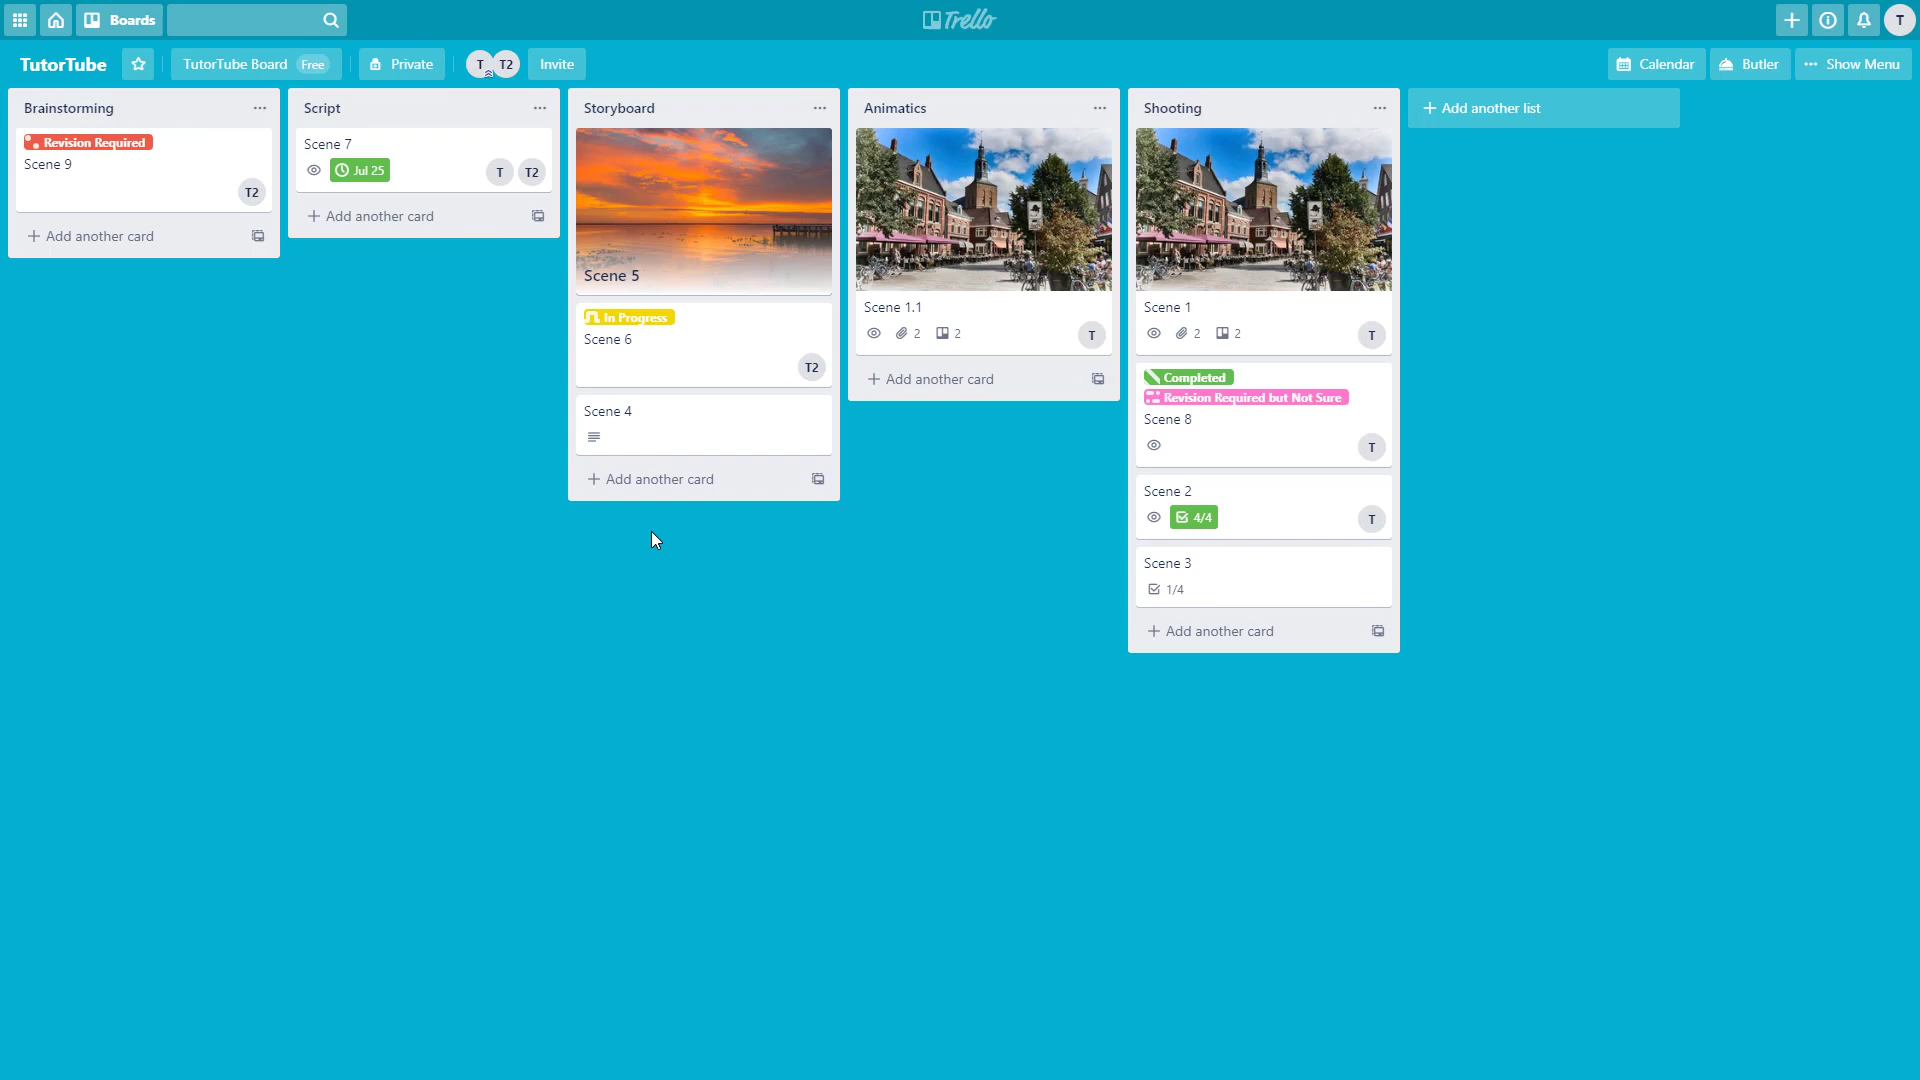 Boards
Trello
T
TutorTube
TutorTube Board Free
Private
T T2
Invite
Calendar
Butler
Show Menu
Brainstorming
Revision Required
Scene 9
T2
Add another card
Script
Scene 7
Jul 25
T T2
Add another card
Storyboard
Scene 5
In Progress
Scene 6
T2
Scene 4
Add another card
Animatics
Scene 1.1
2 2
T
Add another card
Shooting
Scene 1
2 2
T
Completed
Revision Required but Not Sure
Scene 8
T
Scene 2
4/4
T
Scene 3
1/4
Add another card
Add another list